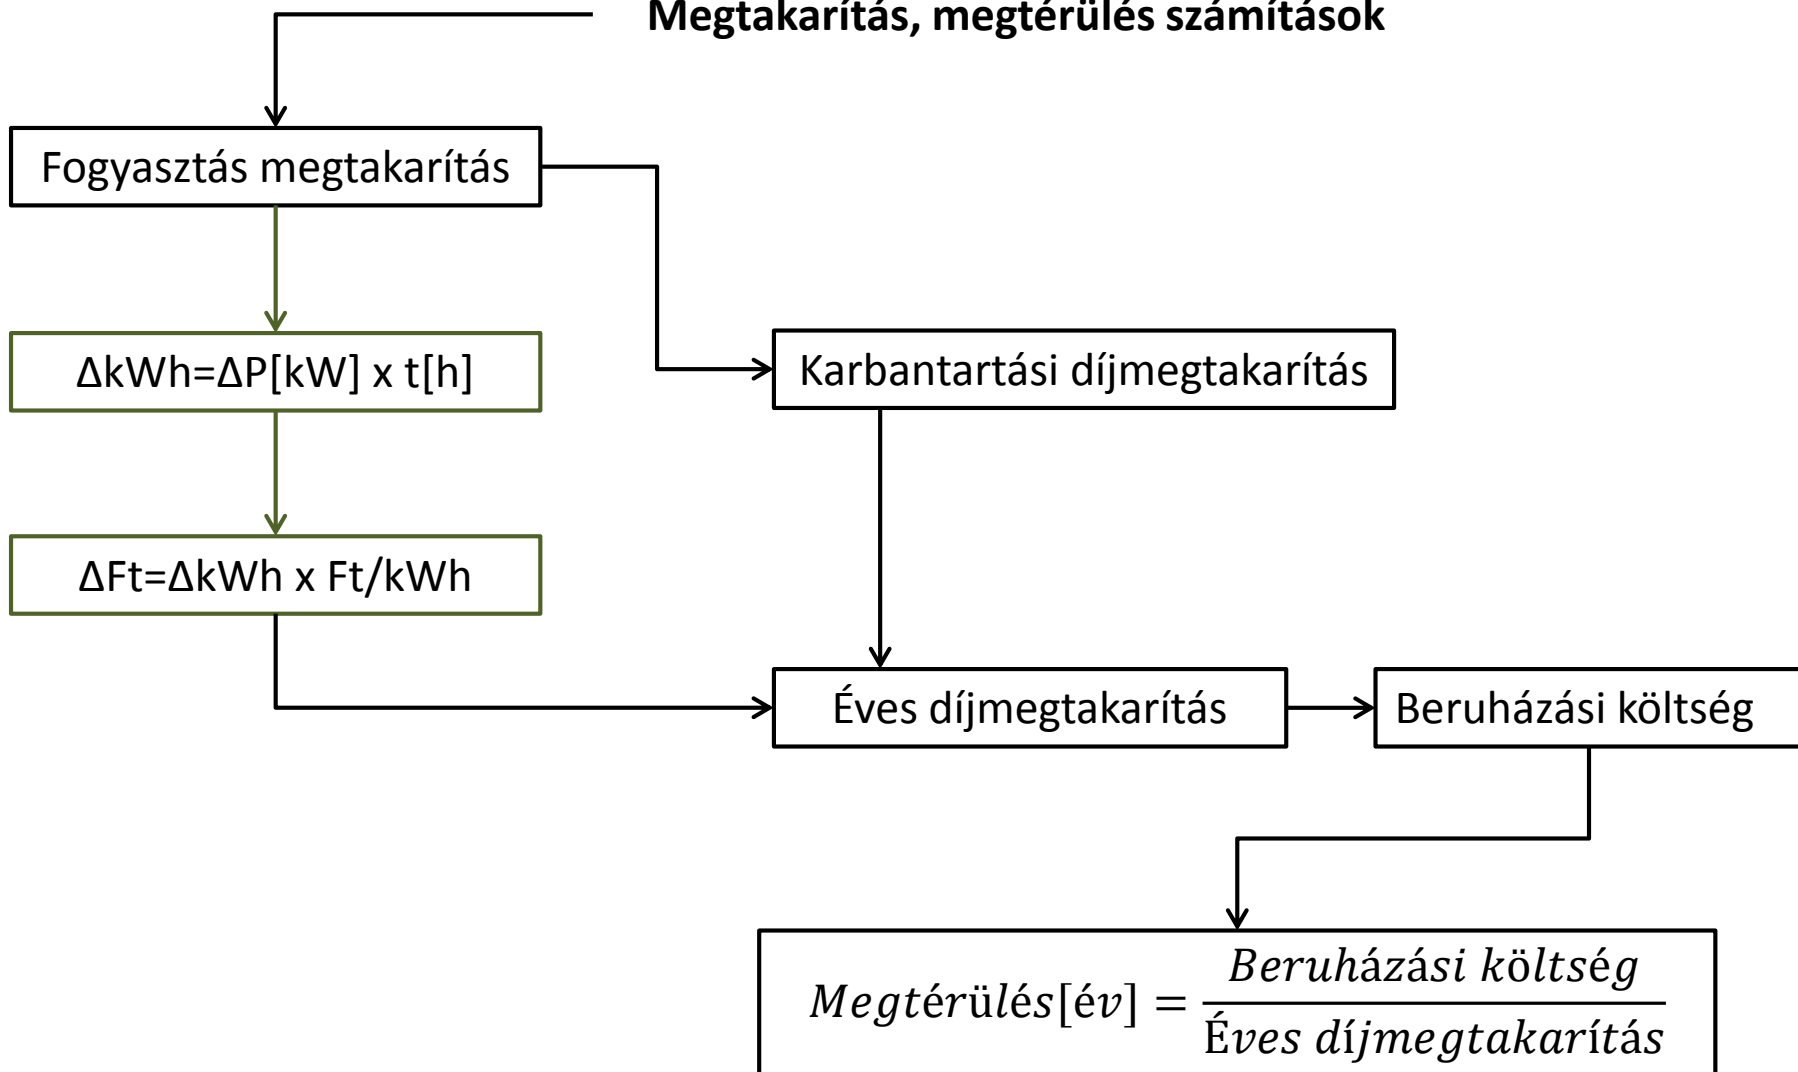 Megtakarítás, megtérülés számítások
Fogyasztás megtakarítás
ΔkWh=ΔP[kW] x t[h]
Karbantartási díjmegtakarítás
ΔFt=ΔkWh x Ft/kWh
Éves díjmegtakarítás
Beruházási költség
Megtérülés[év] = Beruházási költség / Éves díjmegtakarítás